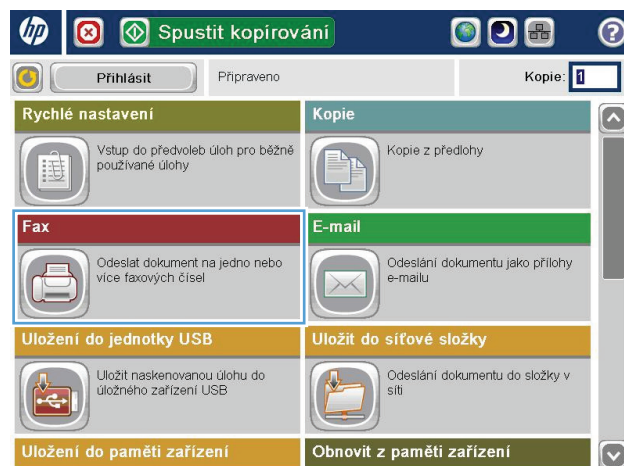 hp
Spustit kopírování
?
Přihlásit
Připraveno
Kopie: 1
Rychlé nastavení
Vstup do předvoleb úloh pro běžně
používané úlohy
Kopie
Kopie z předlohy
Fax
Odeslat dokument na jedno nebo
více faxových čísel
E-mail
Odeslání dokumentu jako přílohy
e-mailu
Uložení do jednotky USB
Uložit naskenovanou úlohu do
úložného zařízení USB
Uložit do síťové složky
Odeslání dokumentu do složky v
síti
Uložení do paměti zařízení
Obnovit z paměti zařízení